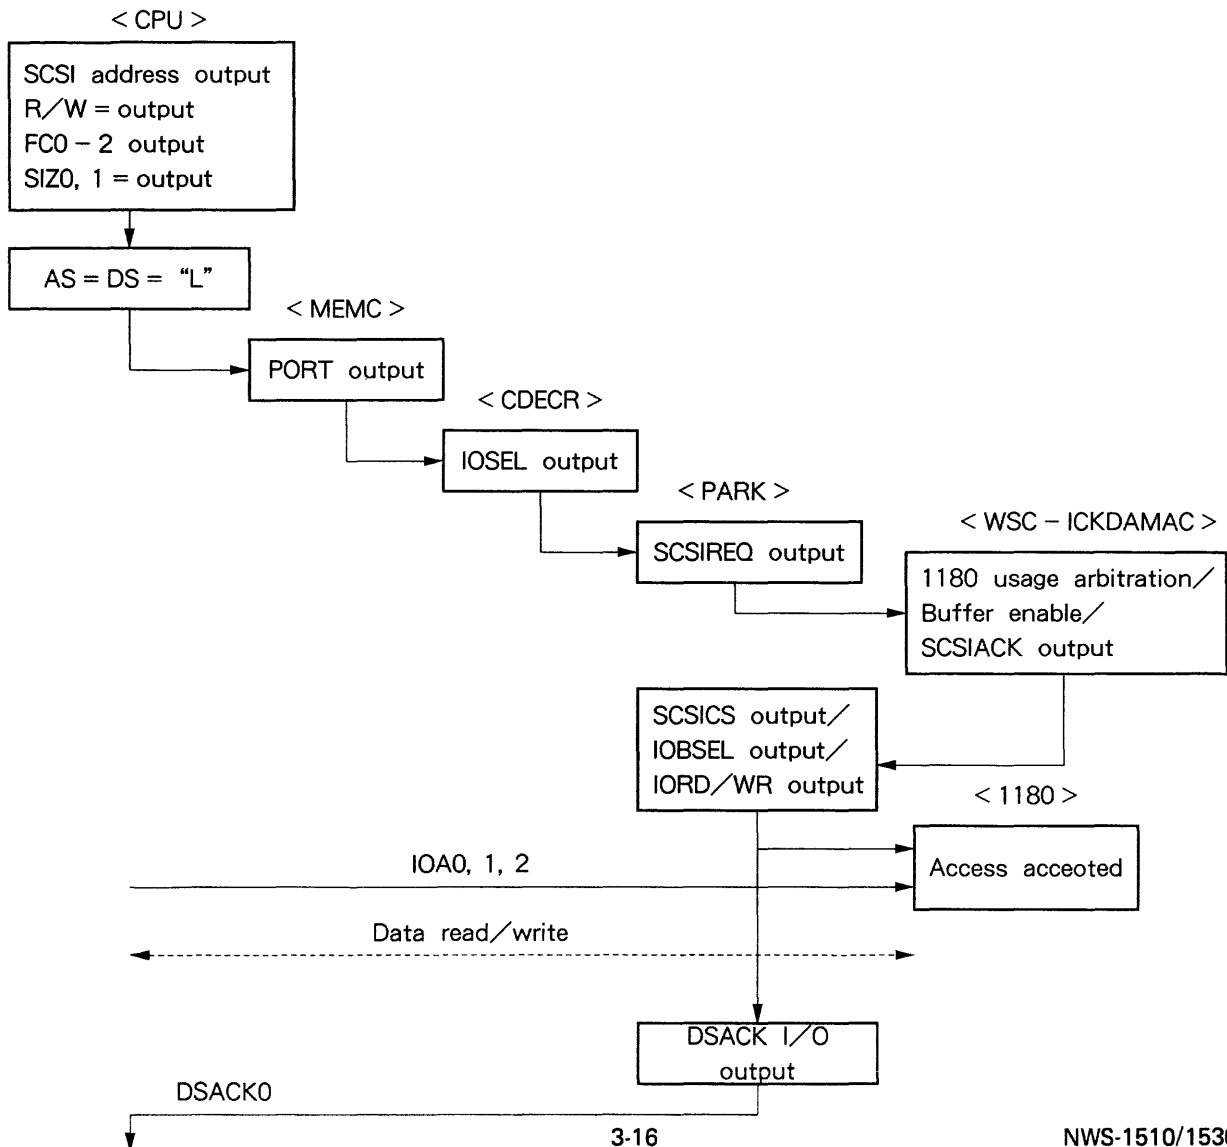 < CPU >
SCSI address output
R/W = output
FC0 – 2 output
SIZ0, 1 = output
AS = DS = “L”
< MEMC >
PORT output
< CDECR >
IOSEL output
< PARK >
SCSIREQ output
< WSC – ICKDAMAC >
1180 usage arbitration/
Buffer enable/
SCSIACK output
SCSICS output/
IOBSEL output/
IORD/WR output
< 1180 >
Access acceoted
IOA0, 1, 2
Data read/write
DSACK I/O
output
DSACK0
3-16
NWS-1510/1530